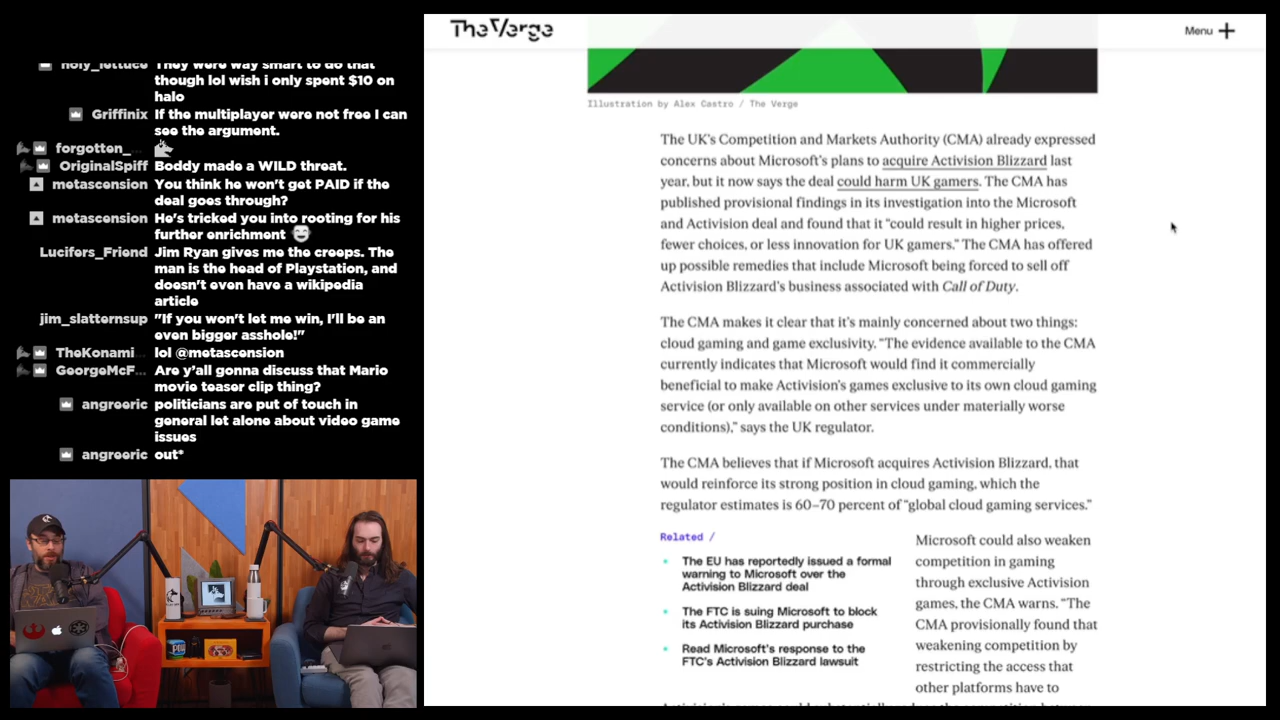 holy_lettuce They were way smart to do that
though lol wish i only spent $10 on
halo
Griffinix If the multiplayer were not free I can
see the argument.
forgotten_...
OriginalSpiff Boddy made a WILD threat.
metascension You think he won't get PAID if the
deal goes through?
metascension He's tricked you into rooting for his
further enrichment
Lucifers_Friend Jim Ryan gives me the creeps. The
man is the head of Playstation, and
doesn't even have a wikipedia
article
jim_slatternsup "If you won't let me win, I'll be an
even bigger asshole!"
TheKonami... lol @metascension
GeorgeMcF... Are y'all gonna discuss that Mario
movie teaser clip thing?
angreeric politicians are put of touch in
general let alone about video game
issues
angreeric out*
The Verge
Menu
Illustration by Alex Castro / The Verge
The UK's Competition and Markets Authority (CMA) already expressed
concerns about Microsoft's plans to acquire Activision Blizzard last
year, but it now says the deal could harm UK gamers. The CMA has
published provisional findings in its investigation into the Microsoft
and Activision deal and found that it "could result in higher prices,
fewer choices, or less innovation for UK gamers." The CMA has offered
up possible remedies that include Microsoft being forced to sell off
Activision Blizzard's business associated with Call of Duty.
The CMA makes it clear that it's mainly concerned about two things:
cloud gaming and game exclusivity. "The evidence available to the CMA
currently indicates that Microsoft would find it commercially
beneficial to make Activision's games exclusive to its own cloud gaming
service (or only available on other services under materially worse
conditions)," says the UK regulator.
The CMA believes that if Microsoft acquires Activision Blizzard, that
would reinforce its strong position in cloud gaming, which the
regulator estimates is 60–70 percent of "global cloud gaming services."
Related /
The EU has reportedly issued a formal
warning to Microsoft over the
Activision Blizzard deal
The FTC is suing Microsoft to block
its Activision Blizzard purchase
Read Microsoft's response to the
FTC's Activision Blizzard lawsuit
Microsoft could also weaken
competition in gaming
through exclusive Activision
games, the CMA warns. "The
CMA provisionally found that
weakening competition by
restricting the access that
other platforms have to